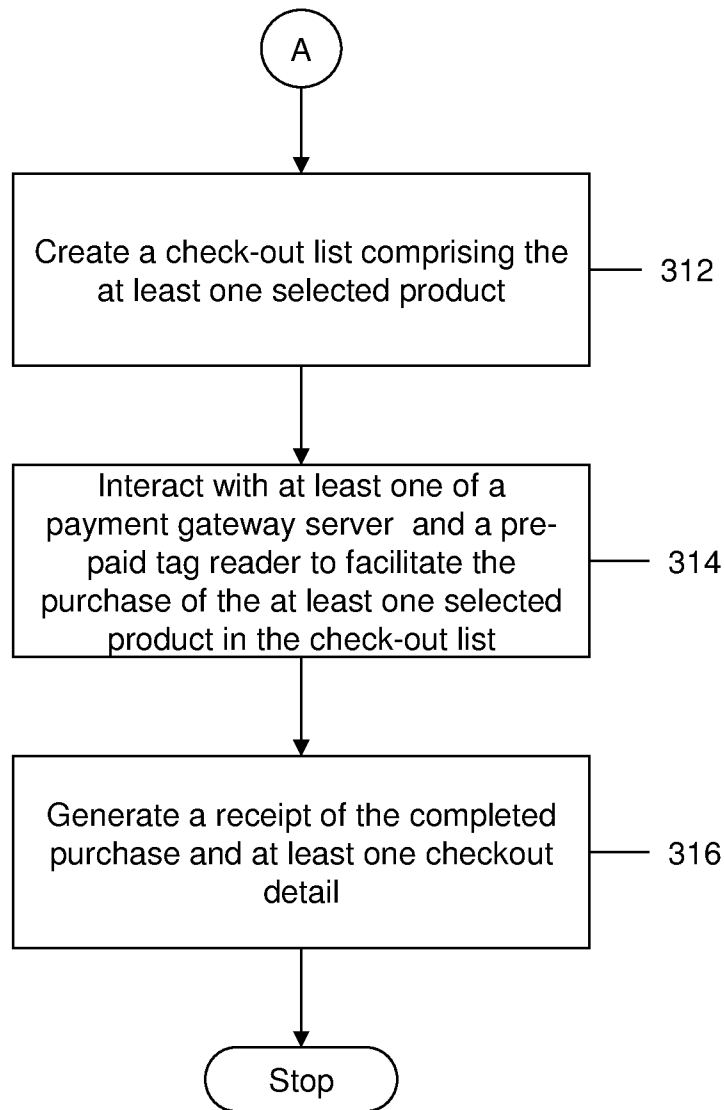 A
Create a check-out list comprising the
at least one selected product
312
Interact with at least one of a
payment gateway server and a pre-
paid tag reader to facilitate the
purchase of the at least one selected
product in the check-out list
314
Generate a receipt of the completed
purchase and at least one checkout
detail
316
Stop